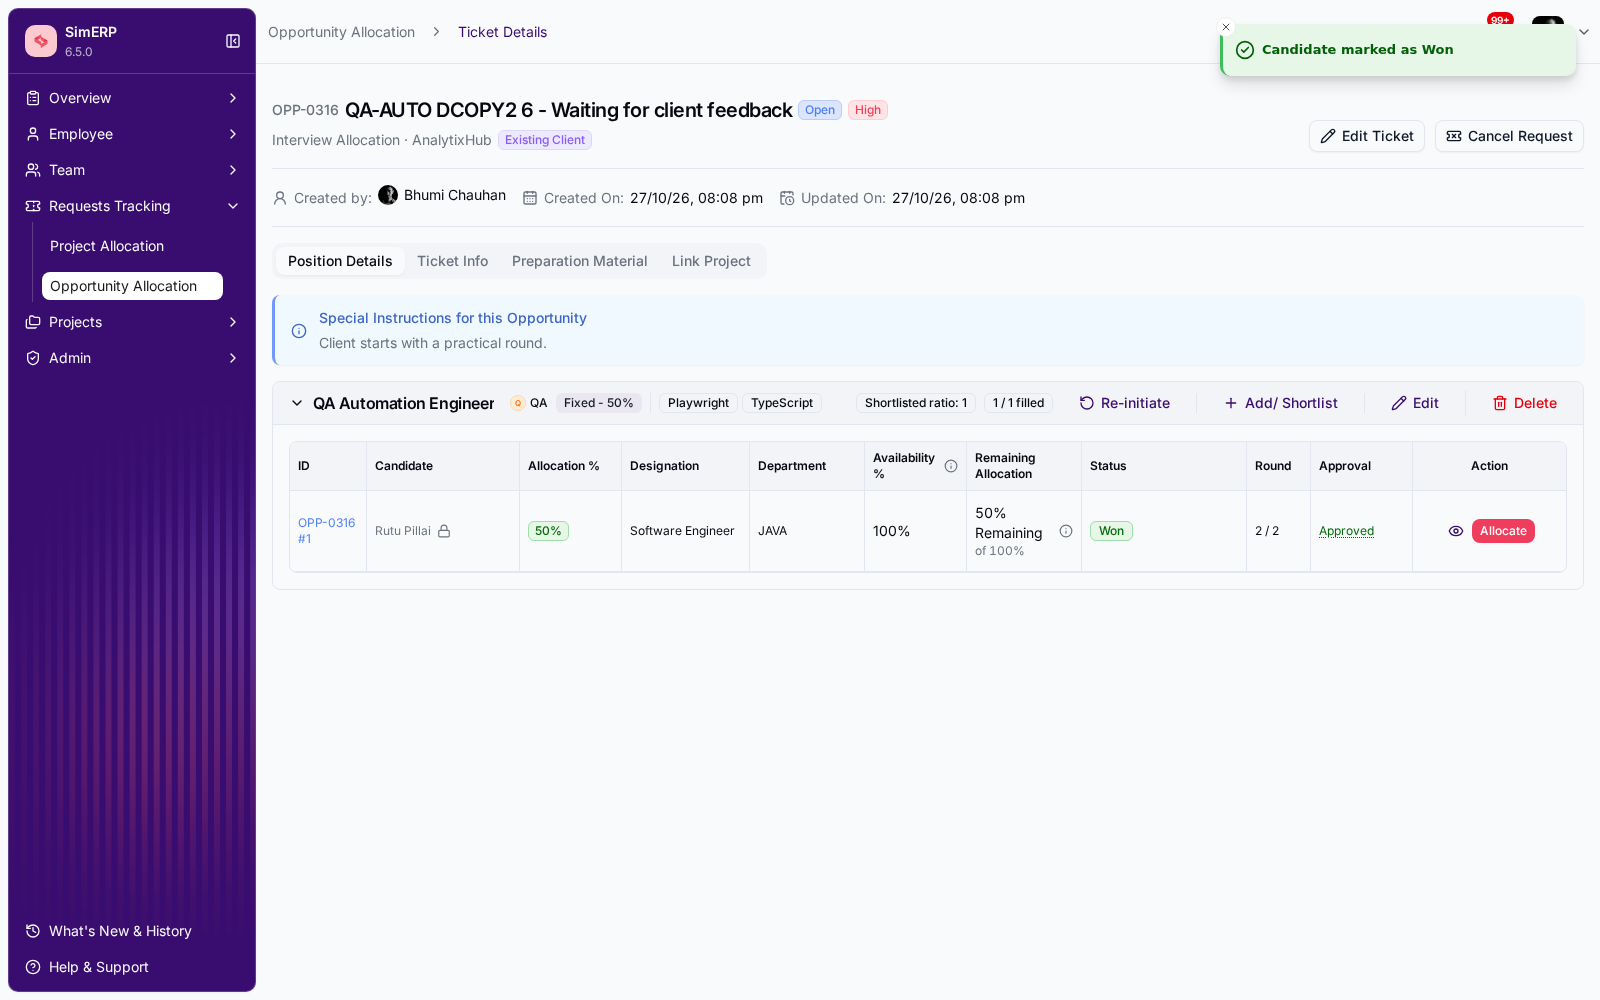 SimERP
6.5.0
Overview
Employee
Team
Requests Tracking
Project Allocation
Opportunity Allocation
Projects
Admin
What's New & History
Help & Support
Opportunity Allocation > Ticket Details
99+
Candidate marked as Won
OPP-0316 QA-AUTO DCOPY2 6 - Waiting for client feedback Open High
Interview Allocation · AnalytixHub Existing Client
Edit Ticket Cancel Request
Created by: Bhumi Chauhan Created On: 27/10/26, 08:08 pm Updated On: 27/10/26, 08:08 pm
Position Details Ticket Info Preparation Material Link Project
Special Instructions for this Opportunity
Client starts with a practical round.
QA Automation Engineer Q QA Fixed - 50% Playwright TypeScript Shortlisted ratio: 1 1 / 1 filled Re-initiate Add/ Shortlist Edit Delete
ID Candidate Allocation % Designation Department Availability % Remaining Allocation Status Round Approval Action
OPP-0316 #1 Rutu Pillai 50% Software Engineer JAVA 100% 50% Remaining of 100% Won 2 / 2 Approved Allocate